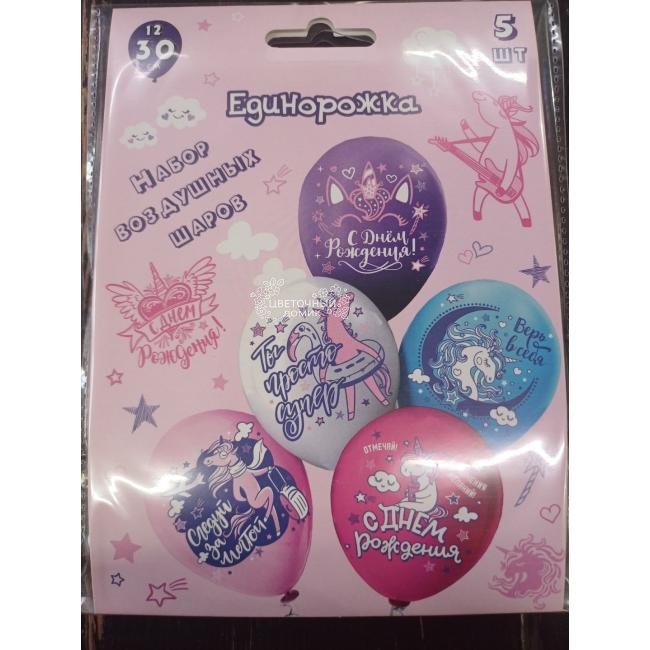 12
30
5
шт
Единорожка
Набор
воздушных
шаров
С Днём
Рождения!
ЦВЕТОЧНЫЙ
ДОМИК
С Днем
Рождения!
Ты
просто
супер
Верь
в себя
Следуй
за
мечтой
ОТМЕЧАЙ!
С ДНЕМ
рождения